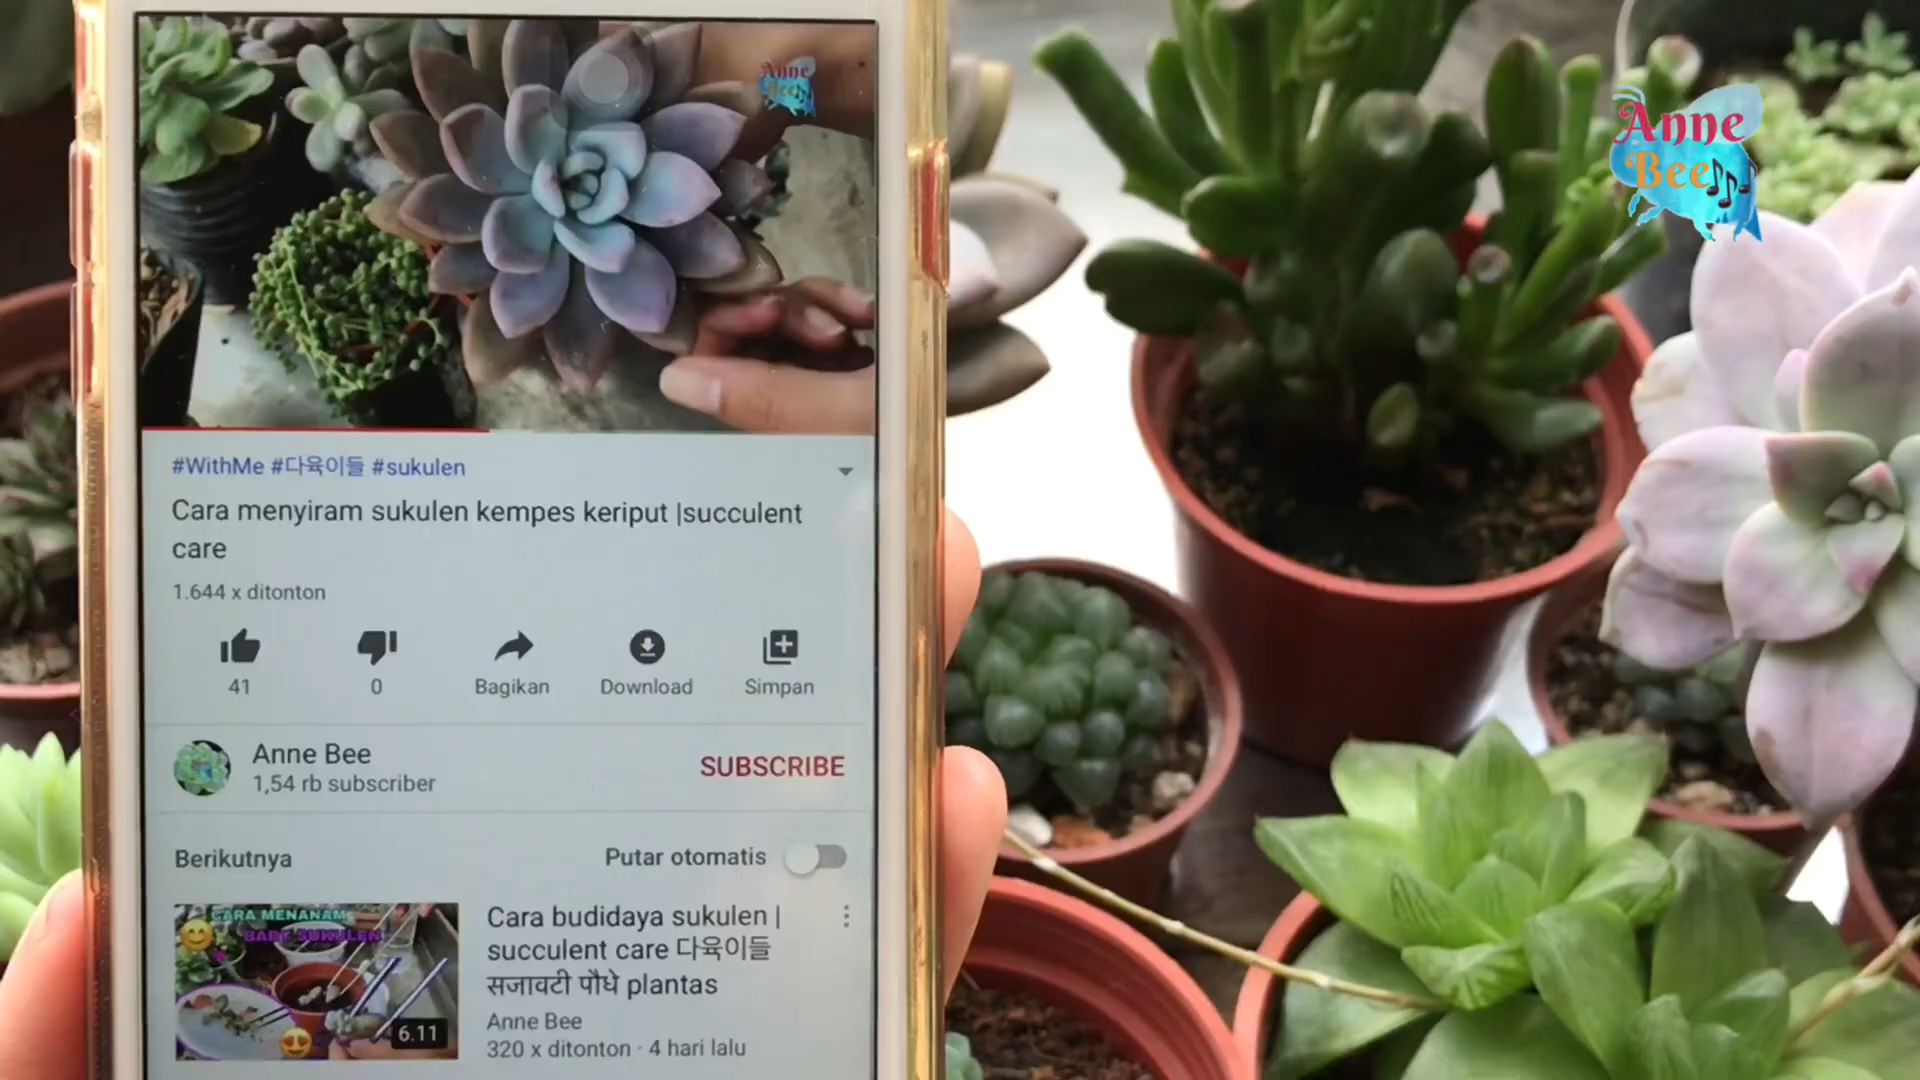 Anne
Bee
Anne
Bee
#WithMe #다육이들 #sukulen
Cara menyiram sukulen kempes keriput |succulent
care
1.644 x ditonton
41
0
Bagikan
Download
Simpan
Anne Bee
1,54 rb subscriber
SUBSCRIBE
Berikutnya
Putar otomatis
CARA MENANAM
BABY SUKULEN
6.11
Cara budidaya sukulen |
succulent care 다육이들
सजावटी पौधे plantas
Anne Bee
320 x ditonton · 4 hari lalu